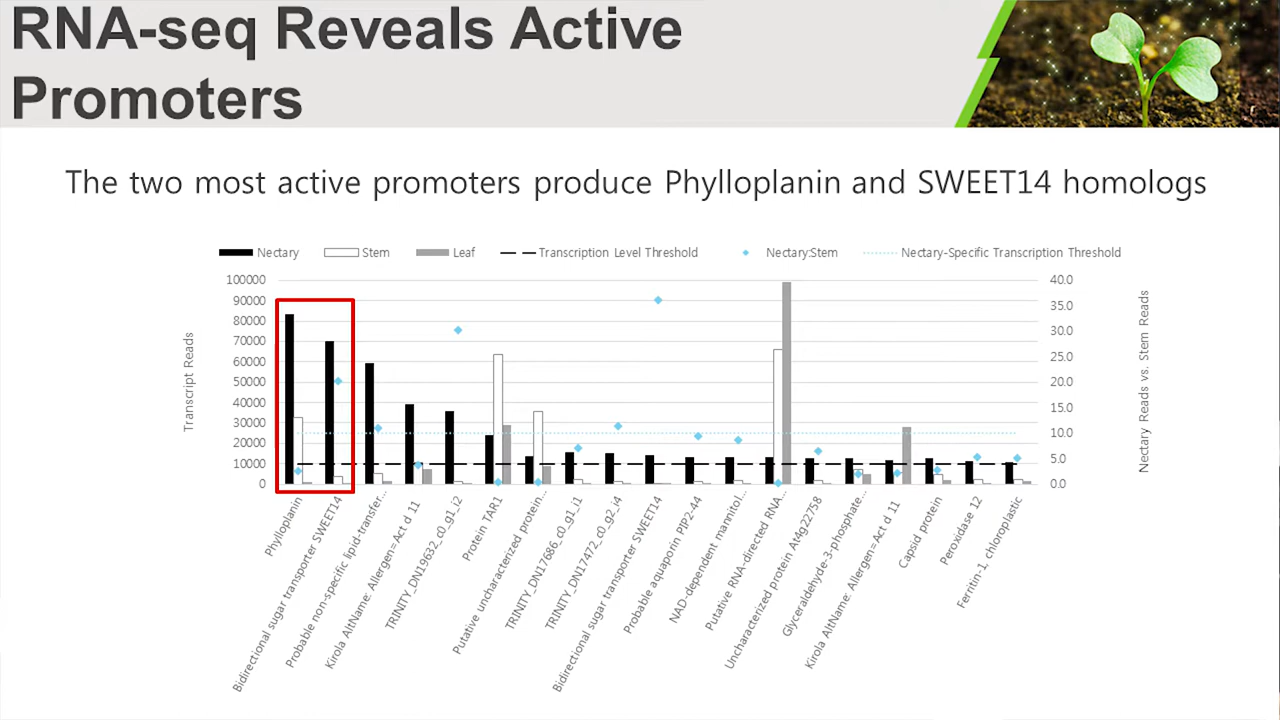 RNA-seq Reveals Active
Promoters
The two most active promoters produce Phylloplanin and SWEET14 homologs
Nectary Stem Leaf Transcription Level Threshold Nectary:Stem Nectary-Specific Transcription Threshold
100000
90000
80000
70000
60000
50000
40000
30000
20000
10000
0
Transcript Reads
40.0
35.0
30.0
25.0
20.0
15.0
10.0
5.0
0.0
Nectary Reads vs. Stem Reads
Phylloplanin
Bidirectional sugar transporter SWEET14
Probable non-specific lipid-transfer...
Kirola AltName: Allergen=Act d 11
TRINITY_DN19632_c0_g1_i2
Protein TAR1
Putative uncharacterized protein...
TRINITY_DN17686_c0_g1_i1
TRINITY_DN17472_c0_g2_i4
Bidirectional sugar transporter SWEET14
Probable aquaporin PIP2-44
NAD-dependent mannitol...
Putative RNA-directed RNA...
Uncharacterized protein At4g22758
Glyceraldehyde-3-phosphate...
Kirola AltName: Allergen=Act d 11
Capsid protein
Peroxidase 12
Ferritin-1, chloroplastic